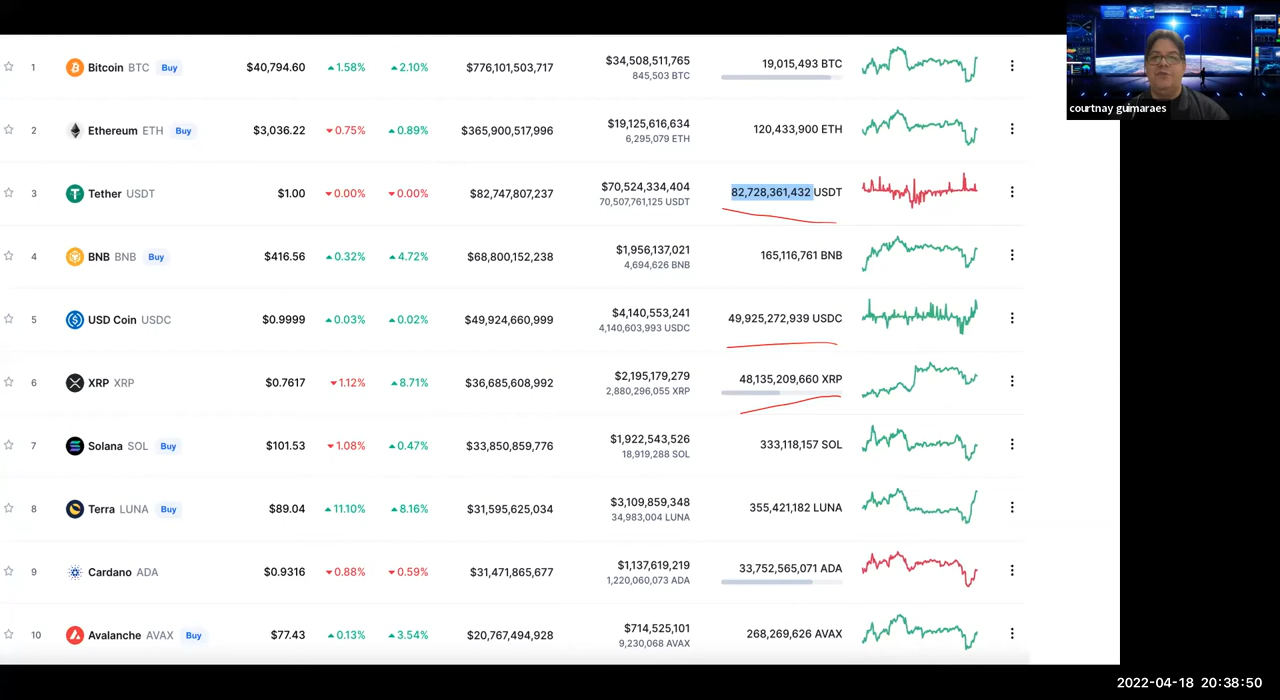 courtnay guimaraes
1 Bitcoin BTC Buy $40,794.60 1.58% 2.10% $776,101,503,717 $34,508,511,765 19,015,493 BTC
845,503 BTC
2 Ethereum ETH Buy $3,036.22 0.75% 0.89% $365,900,517,996 $19,125,616,634 120,433,900 ETH
6,295,079 ETH
3 Tether USDT $1.00 0.00% 0.00% $82,747,807,237 $70,524,334,404 82,728,361,432 USDT
70,507,761,125 USDT
4 BNB BNB Buy $416.56 0.32% 4.72% $68,800,152,238 $1,956,137,021 165,116,761 BNB
4,694,626 BNB
5 USD Coin USDC $0.9999 0.03% 0.02% $49,924,660,999 $4,140,553,241 49,925,272,939 USDC
4,140,603,993 USDC
6 XRP XRP $0.7617 1.12% 8.71% $36,685,608,992 $2,195,179,279 48,135,209,660 XRP
2,880,296,055 XRP
7 Solana SOL Buy $101.53 1.08% 0.47% $33,850,859,776 $1,922,543,526 333,118,157 SOL
18,919,288 SOL
8 Terra LUNA Buy $89.04 11.10% 8.16% $31,595,625,034 $3,109,859,348 355,421,182 LUNA
34,983,004 LUNA
9 Cardano ADA $0.9316 0.88% 0.59% $31,471,865,677 $1,137,619,219 33,752,565,071 ADA
1,220,060,073 ADA
10 Avalanche AVAX Buy $77.43 0.13% 3.54% $20,767,494,928 $714,525,101 268,269,626 AVAX
9,230,068 AVAX
2022-04-18 20:38:50